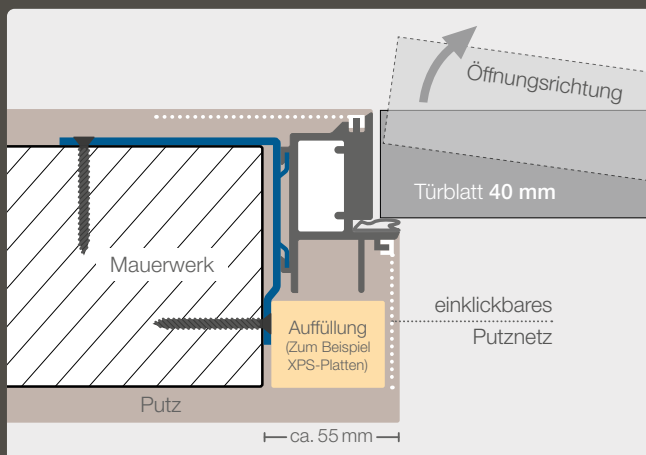 Öffnungsrichtung
Türblatt 40 mm
Mauerwerk
einklickbares
Putznetz
Auffüllung
(Zum Beispiel
XPS-Platten)
Putz
ca. 55 mm